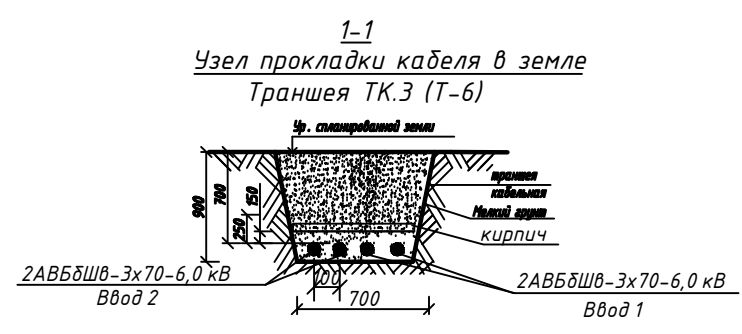 1-1
Узел прокладки кабеля в земле
Траншея ТК.3 (Т-6)
Ур. спланированной земли
траншея
кабельная
Мелкий грунт
кирпич
900
700
250
150
2АВБбШв-3х70-6,0 кВ
Ввод 2
100
700
2АВБбШв-3х70-6,0 кВ
Ввод 1